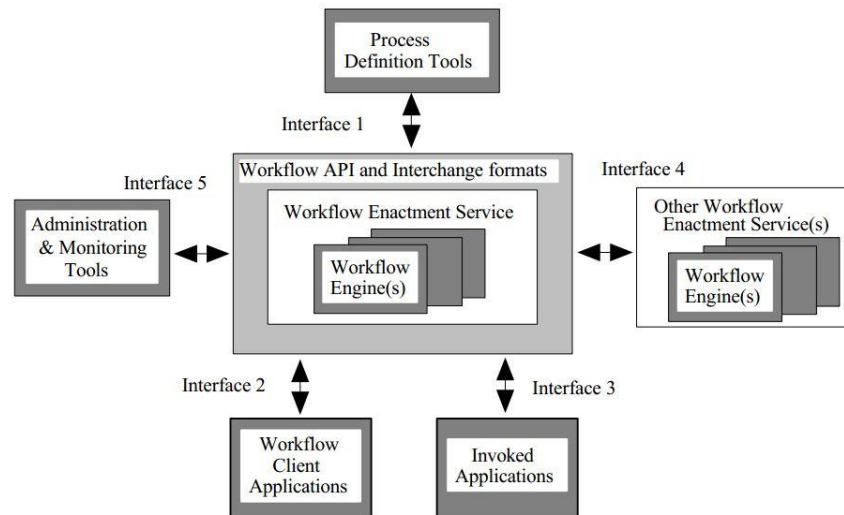 Process
Definition Tools
Interface 1
Workflow API and Interchange formats
Interface 5
Interface 4
Administration
& Monitoring
Tools
Workflow Enactment Service
Workflow
Engine(s)
Other Workflow
Enactment Service(s)
Workflow
Engine(s)
Interface 2
Interface 3
Workflow
Client
Applications
Invoked
Applications